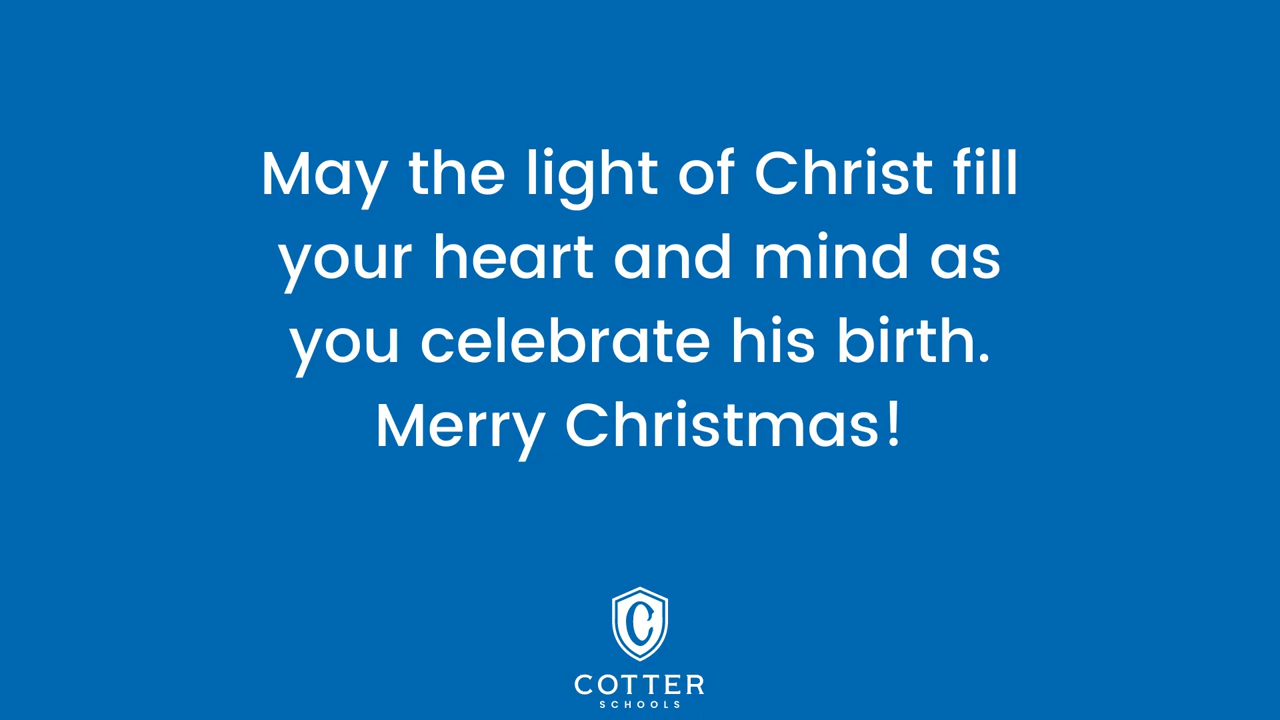 May the light of Christ fill
your heart and mind as
you celebrate his birth.
Merry Christmas!
C
COTTER
SCHOOLS